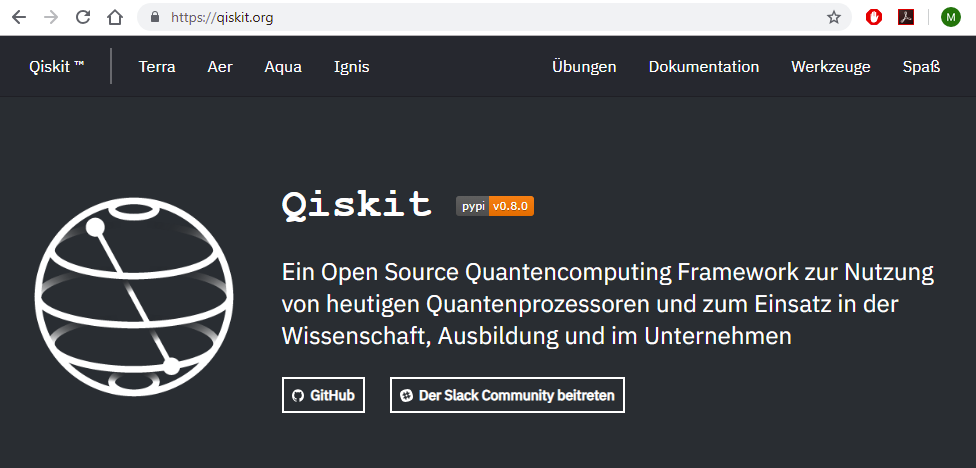 https://qiskit.org
M
Qiskit ™ Terra Aer Aqua Ignis Übungen Dokumentation Werkzeuge Spaß
Qiskit pypi v0.8.0
Ein Open Source Quantencomputing Framework zur Nutzung
von heutigen Quantenprozessoren und zum Einsatz in der
Wissenschaft, Ausbildung und im Unternehmen
GitHub Der Slack Community beitreten